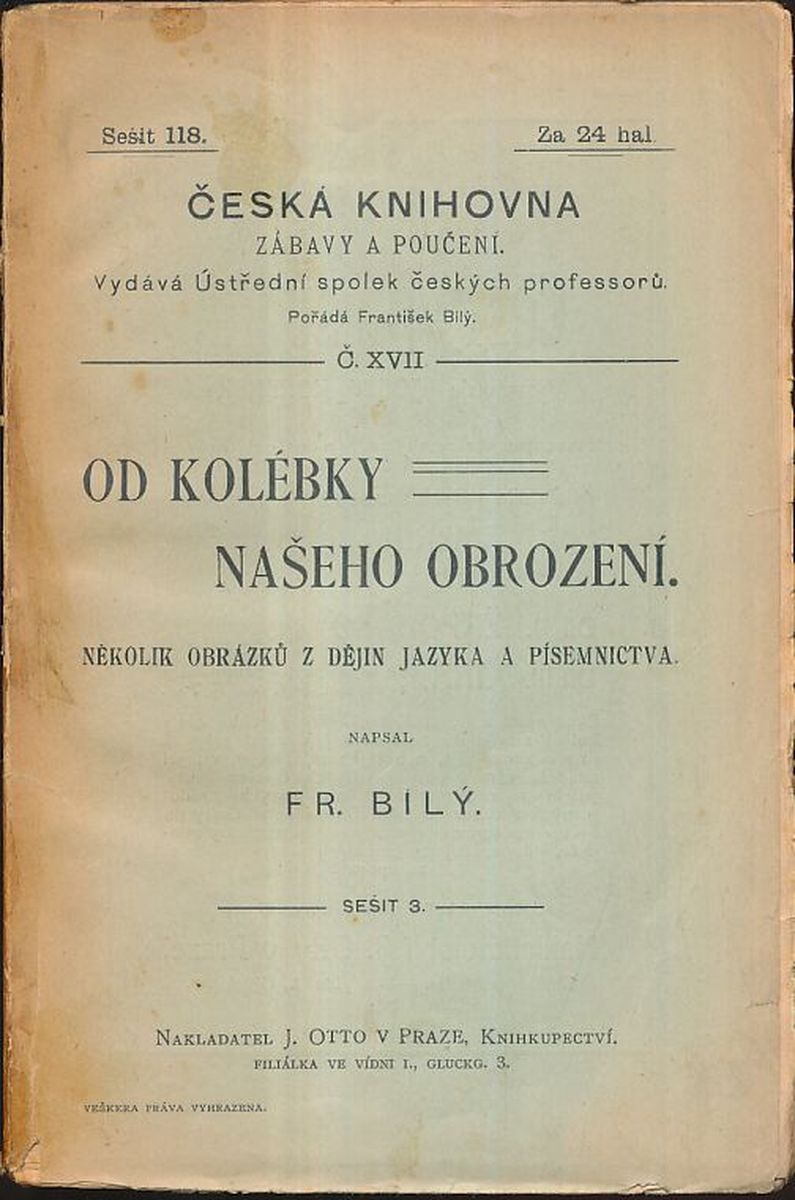 Sešit 118.
Za 24 hal.
ČESKÁ KNIHOVNA
ZÁBAVY A POUČENÍ.
Vydává Ústřední spolek českých professorů.
Pořádá František Bílý.
Č. XVII
OD KOLÉBKY
NAŠEHO OBROZENÍ.
NĚKOLIK OBRÁZKŮ Z DĚJIN JAZYKA A PÍSEMNICTVA.
NAPSAL
FR. BÍLÝ.
SEŠIT 3.
NAKLADATEL J. OTTO V PRAZE, KNIHKUPECTVÍ.
FILIÁLKA VE VÍDNI I., GLUCKG. 3.
VEŠKERA PRÁVA VYHRAZENA.